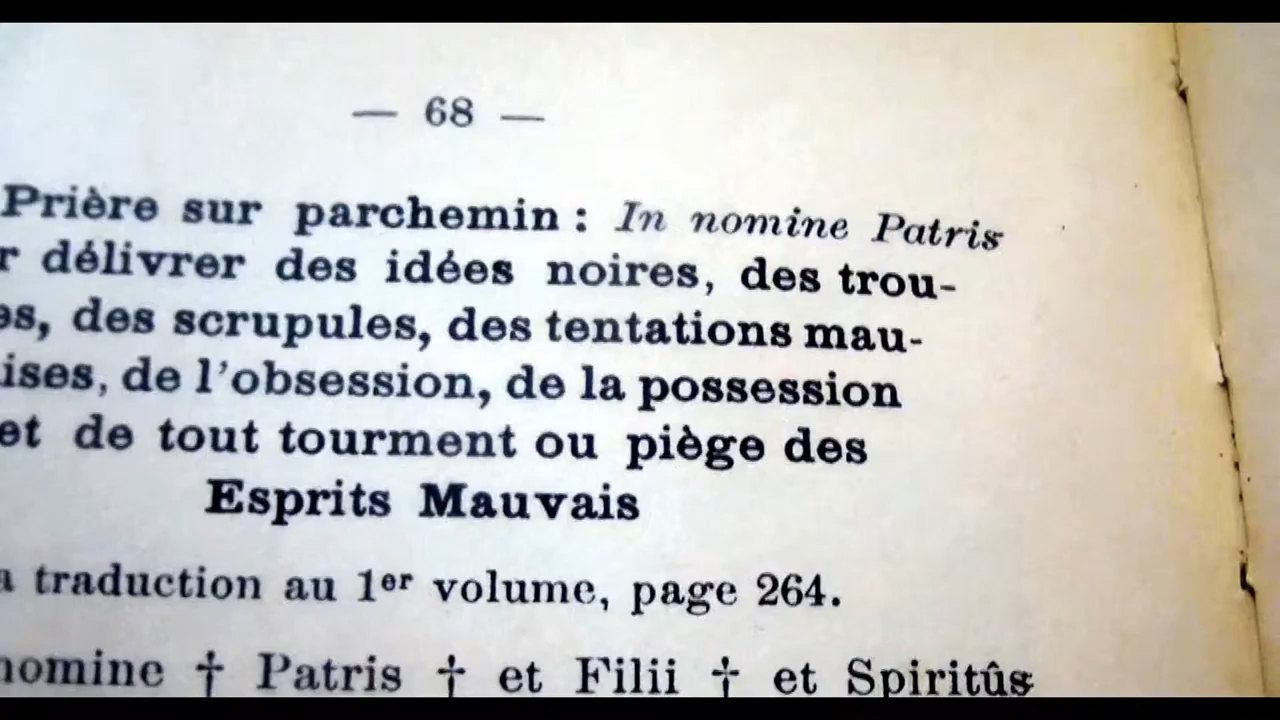 — 68 —
Prière sur parchemin : In nomine Patris
r délivrer des idées noires, des trou-
es, des scrupules, des tentations mau-
ises, de l'obsession, de la possession
et de tout tourment ou piège des
Esprits Mauvais
a traduction au 1er volume, page 264.
nomine † Patris † et Filii † et Spiritûs